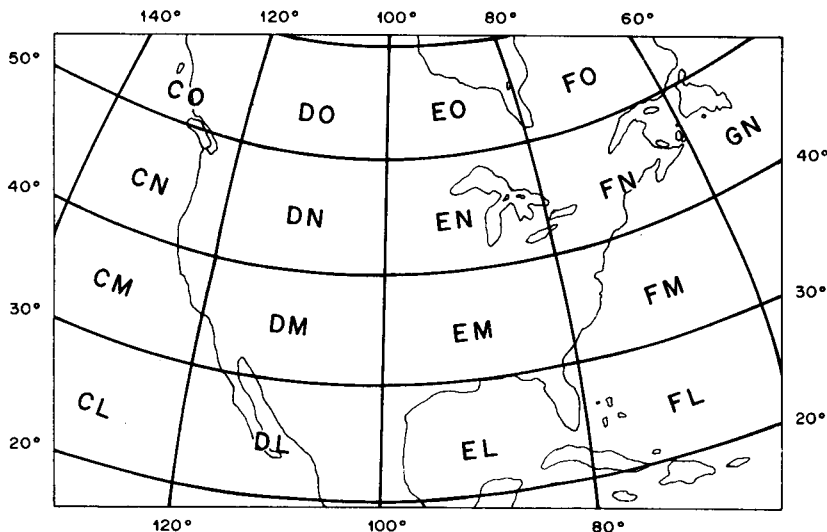 140° 120° 100° 80° 60°
50°
CO DO EO FO GN
40° 40°
CN DN EN FN
30° 30°
CM DM EM FM
20° 20°
CL DL EL FL
120° 100° 80°